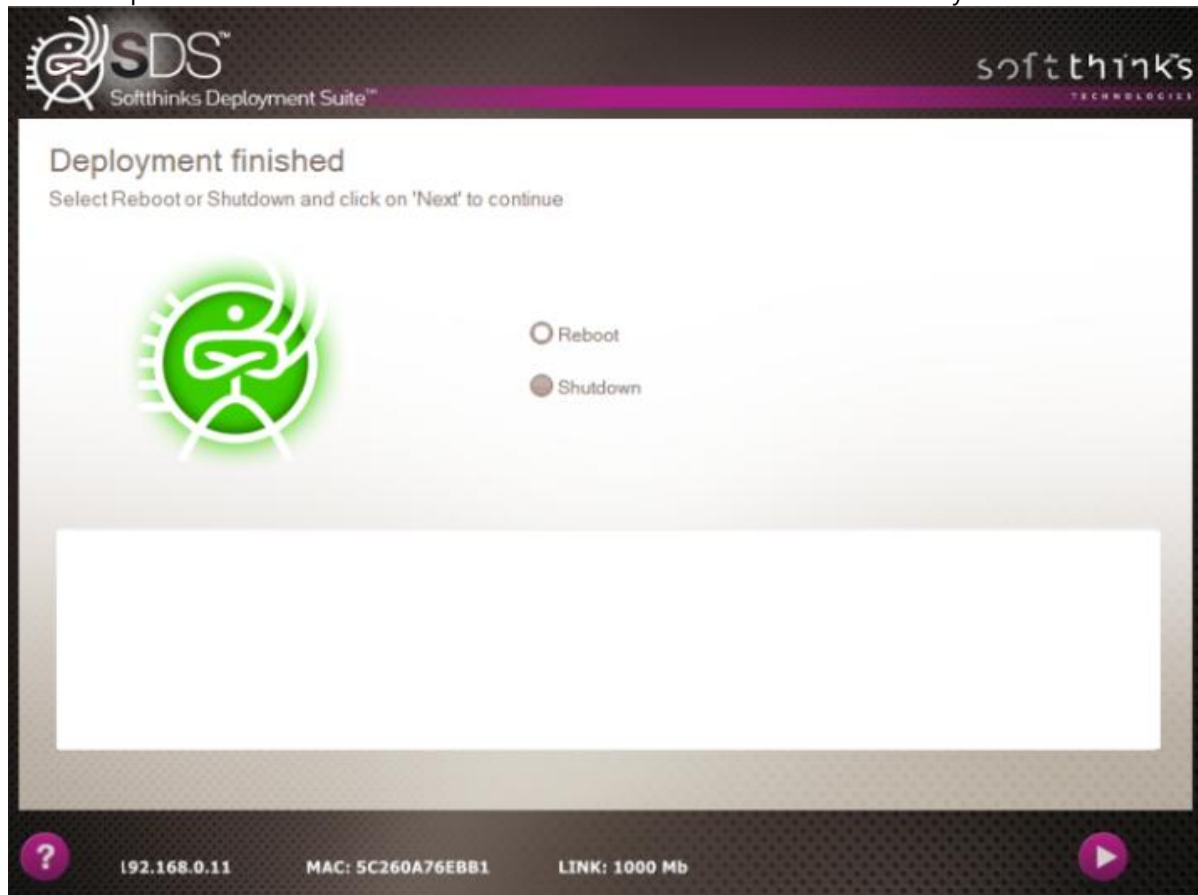 SDS™
Softthinks Deployment Suite™
softthinks
TECHNOLOGIES
Deployment finished
Select Reboot or Shutdown and click on 'Next' to continue
Reboot
Shutdown
?
192.168.0.11 MAC: 5C260A76EBB1 LINK: 1000 Mb